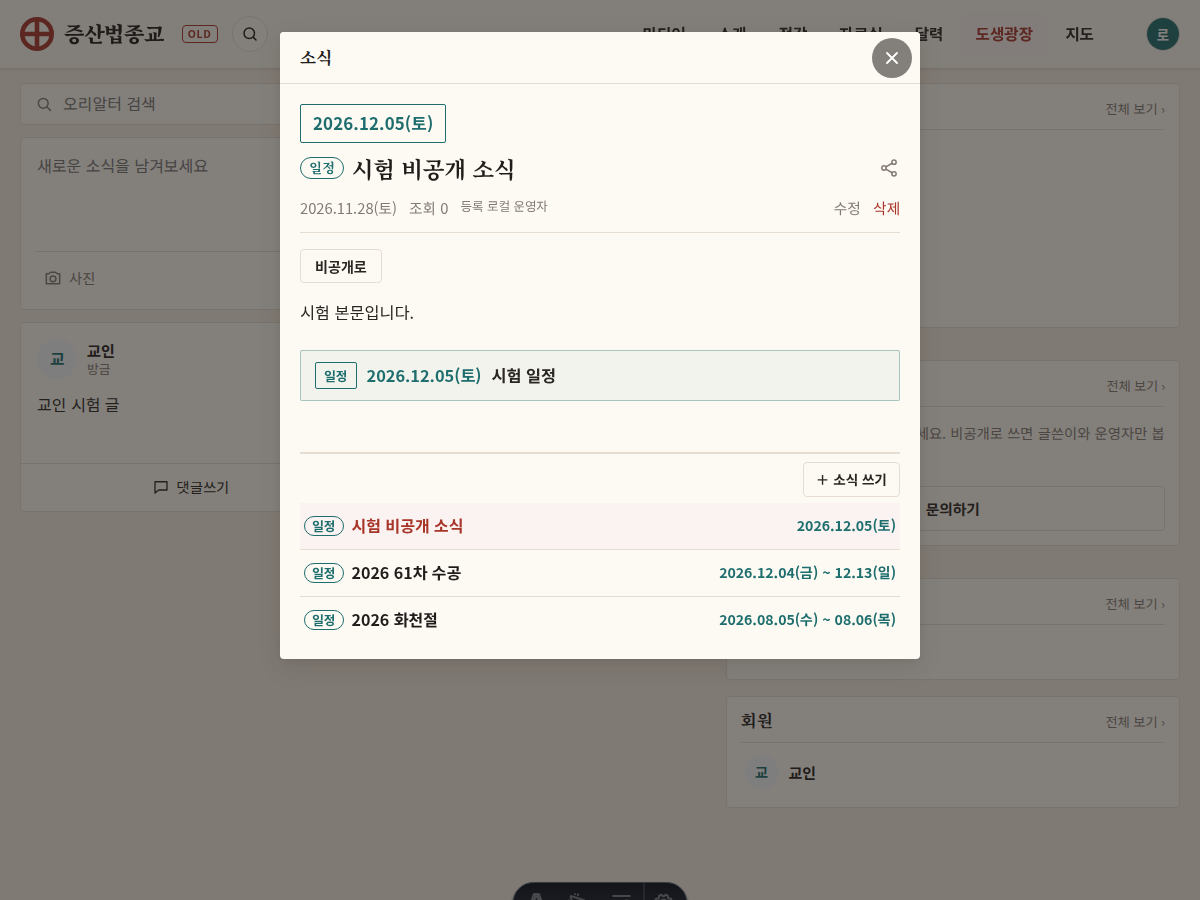 증산법종교 OLD
달력 도생광장 지도 로
소식
오리알터 검색
전체 보기 ›
2026.12.05(토)
새로운 소식을 남겨보세요
일정 시험 비공개 소식
2026.11.28(토) 조회 0 등록 로컬 운영자 수정 삭제
비공개로
사진
시험 본문입니다.
교 교인
방금
일정 2026.12.05(토) 시험 일정
전체 보기 ›
교인 시험 글
세요. 비공개로 쓰면 글쓴이와 운영자만 봅
+ 소식 쓰기
댓글쓰기
문의하기
일정 시험 비공개 소식 2026.12.05(토)
일정 2026 61차 수공 2026.12.04(금) ~ 12.13(일)
전체 보기 ›
일정 2026 화천절 2026.08.05(수) ~ 08.06(목)
회원 전체 보기 ›
교 교인